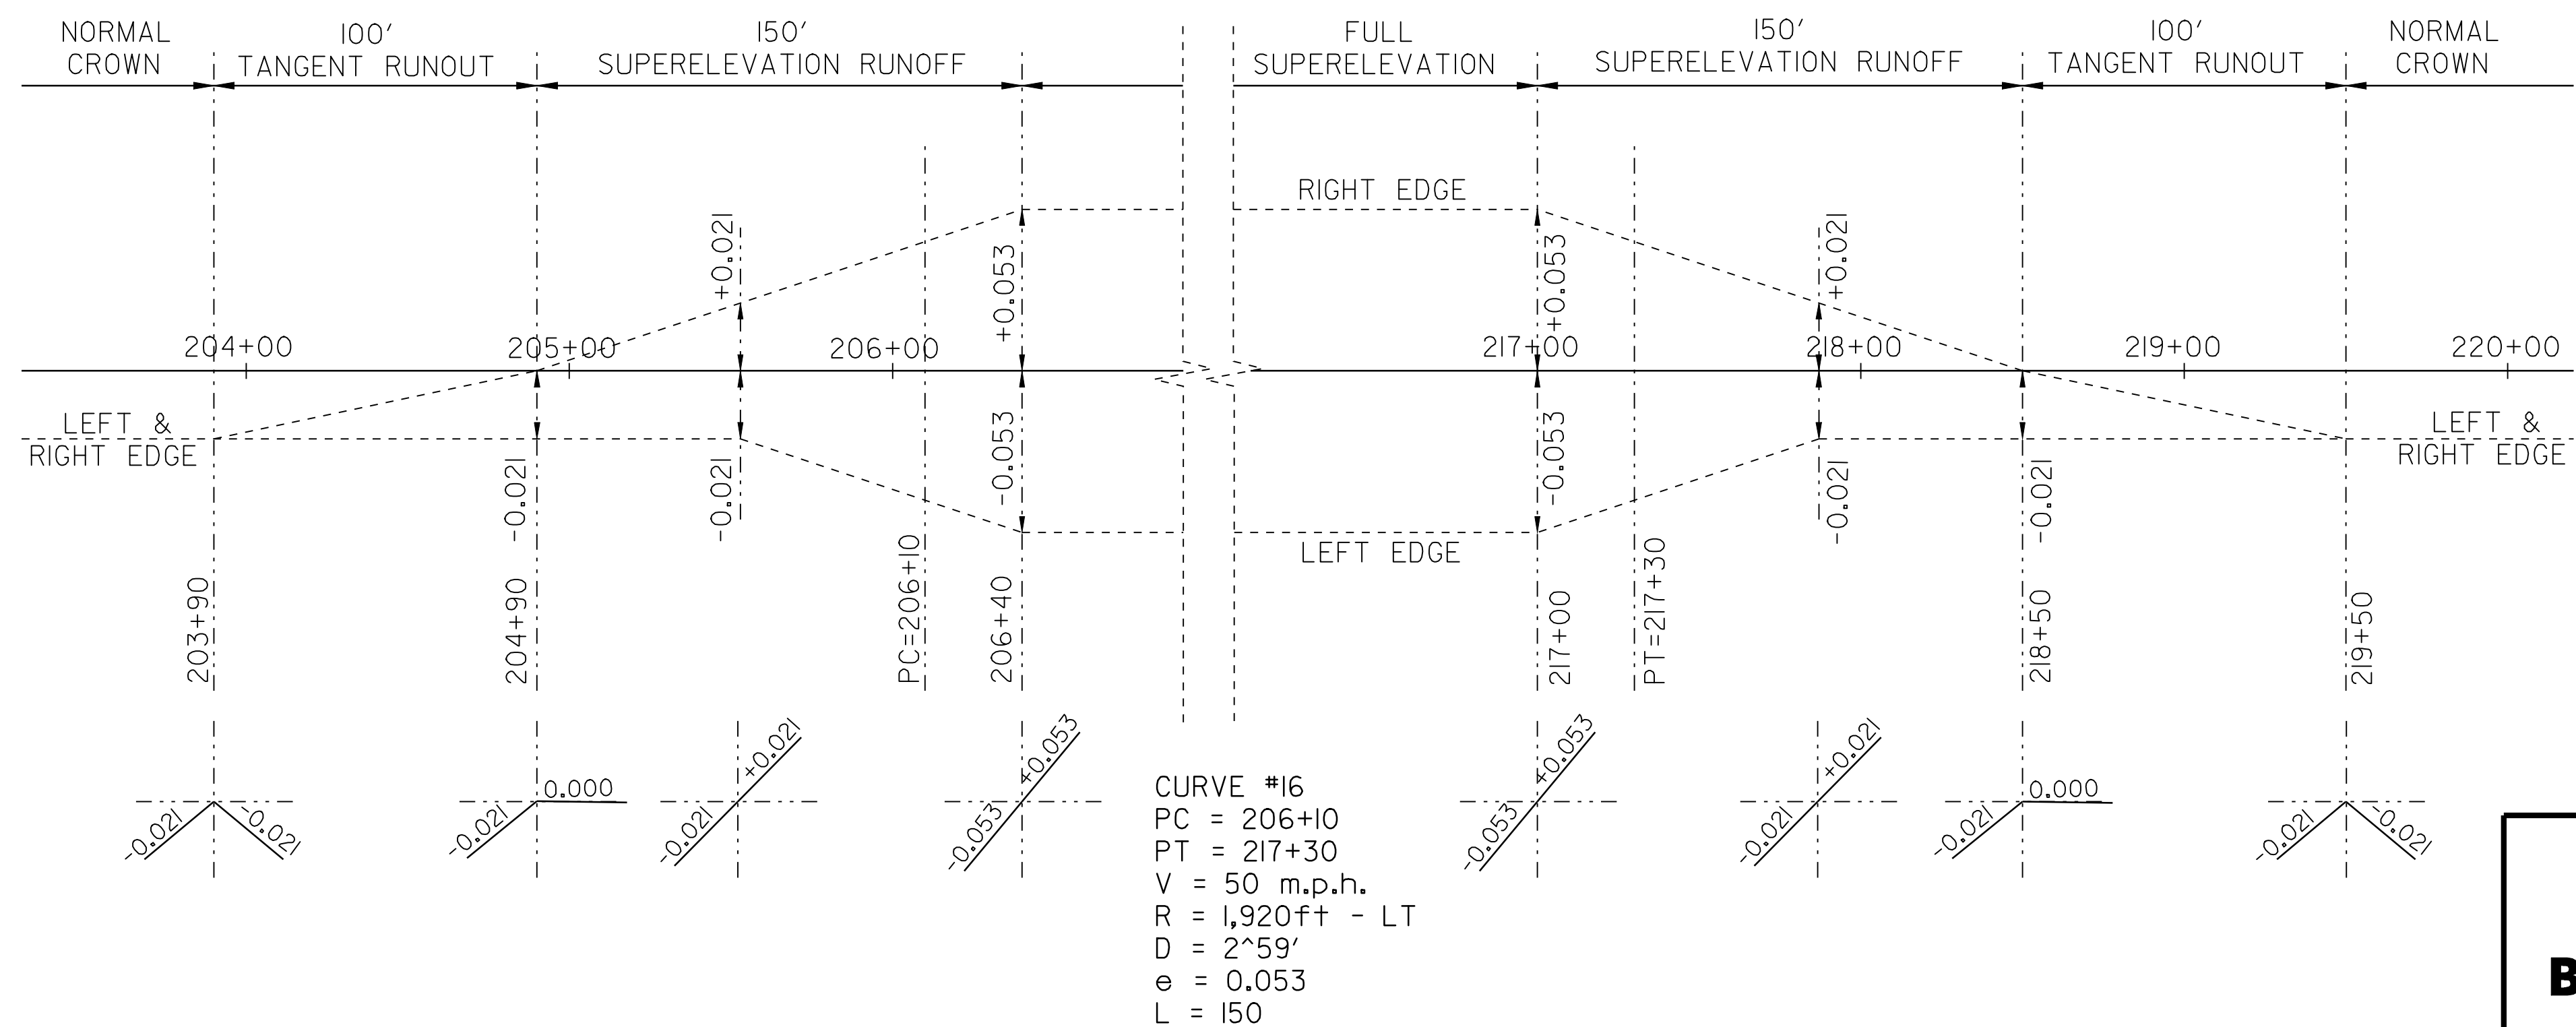 NORMAL
CROWN
100'
TANGENT RUNOUT
150'
SUPERELEVATION RUNOFF
FULL
SUPERELEVATION
150'
SUPERELEVATION RUNOFF
100'
TANGENT RUNOUT
NORMAL
CROWN
RIGHT EDGE
+0.021
+0.053
+0.053
+0.021
204+00
205+00
206+00
217+00
218+00
219+00
220+00
LEFT &
RIGHT EDGE
-0.021
-0.021
-0.053
-0.053
-0.021
-0.021
LEFT &
RIGHT EDGE
LEFT EDGE
203+90
204+90
PC=206+10
206+40
217+00
PT=217+30
218+50
219+50
-0.021
-0.021
-0.021
0.000
-0.021
+0.021
-0.053
+0.053
-0.053
+0.053
-0.021
+0.021
-0.021
0.000
-0.021
-0.021
CURVE #16
PC = 206+10
PT = 217+30
V = 50 m.p.h.
R = 1,920ft - LT
D = 2^59'
e = 0.053
L = 150
B